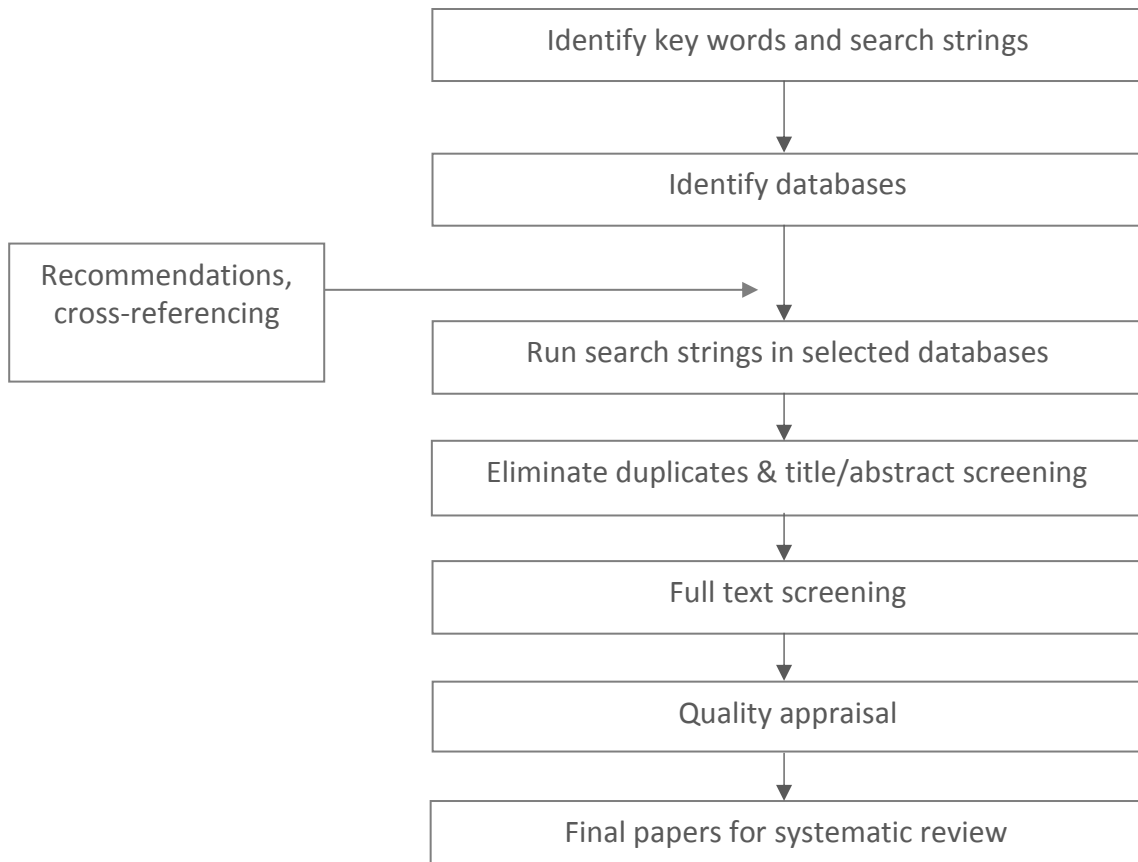 Identify key words and search strings
Identify databases
Recommendations,
cross-referencing
Run search strings in selected databases
Eliminate duplicates & title/abstract screening
Full text screening
Quality appraisal
Final papers for systematic review